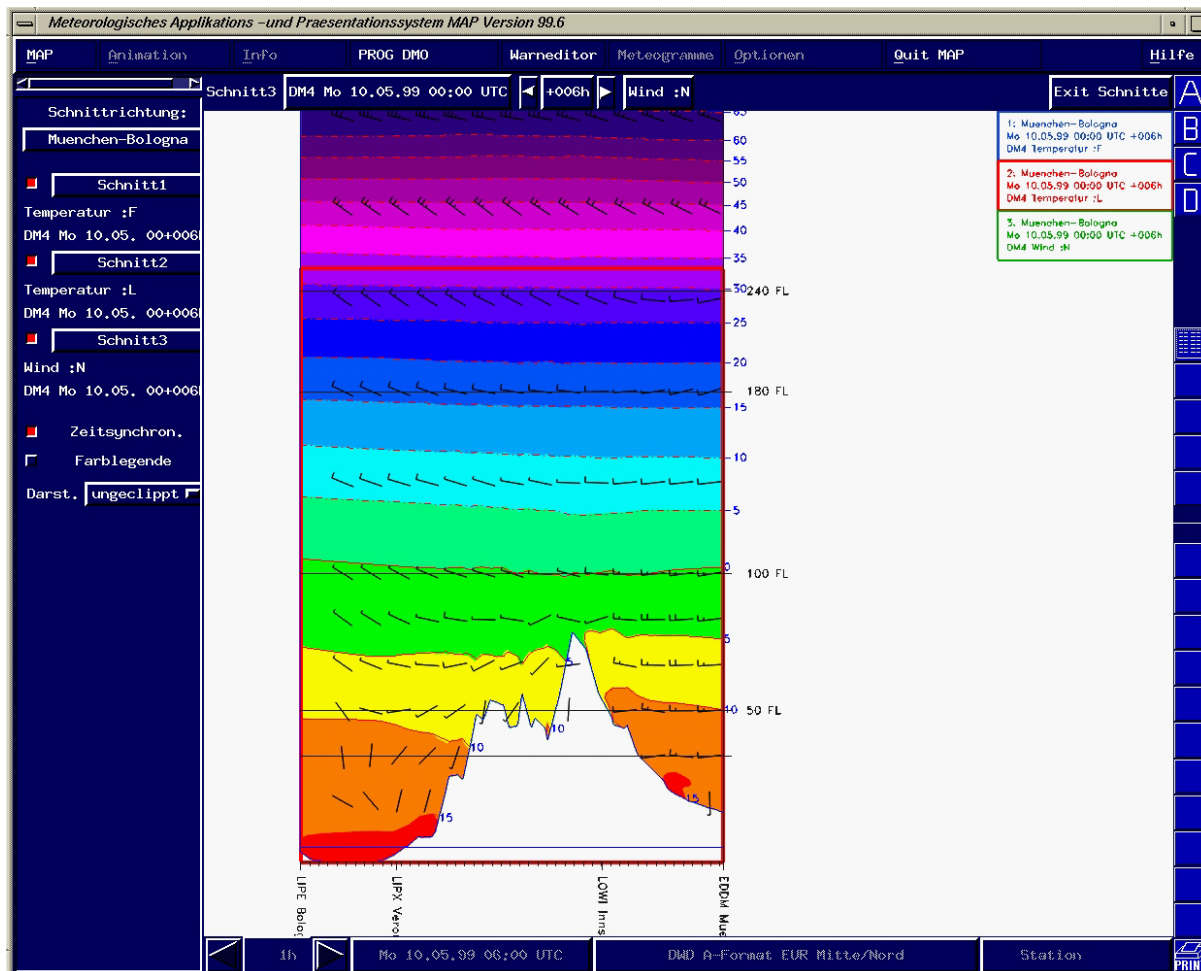 Meteorologisches Applikations -und Praesentationssystem MAP Version 99.6
MAP Animation Info PROG DMO Warneditor Meteogramme Optionen Quit MAP Hilfe
Schnitt3 DM4 Mo 10.05.99 00:00 UTC +006h Wind :N Exit Schnitte
Schnittrichtung:
Muenchen-Bologna
Schnitt1
Temperatur :F
DM4 Mo 10.05. 00+006
Schnitt2
Temperatur :L
DM4 Mo 10.05. 00+006
Schnitt3
Wind :N
DM4 Mo 10.05. 00+006
Zeitsynchron.
Farblegende
Darst. ungeclippt
65
-60
-55
-50
-45
-40
-35
-30 240 FL
-25
-20
180 FL
-15
-10
-5
0
100 FL
5
5
10 50 FL
10
10
15
15
LIPE Bolog
LIPX Veron
LOWI Inns
EDDM Mue
1: Muenchen-Bologna
Mo 10.05.99 00:00 UTC +006h
DM4 Temperatur :F
2: Muenchen-Bologna
Mo 10.05.99 00:00 UTC +006h
DM4 Temperatur :L
3. Muenchen-Bologna
Mo 10.05.99 00:00 UTC +006h
DM4 Wind :N
A
B
C
D
1h Mo 10.05.99 06:00 UTC DWD A-Format EUR Mitte/Nord Station
PRIN